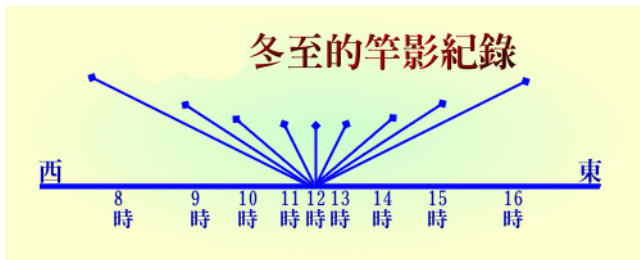 冬至的竿影紀錄
西 東
8 9 10 11 12 13 14 15 16
時 時 時 時 時 時 時 時 時